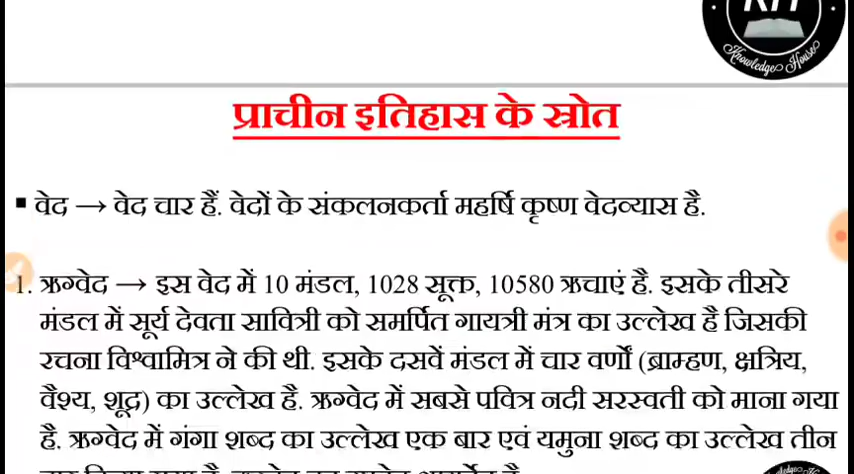 KIT
Knowledge House
प्राचीन इतिहास के स्रोत
▪ वेद → वेद चार हैं. वेदों के संकलनकर्ता महर्षि कृष्ण वेदव्यास है.
1. ऋग्वेद → इस वेद में 10 मंडल, 1028 सूक्त, 10580 ऋचाएं है. इसके तीसरे
मंडल में सूर्य देवता सावित्री को समर्पित गायत्री मंत्र का उल्लेख है जिसकी
रचना विश्वामित्र ने की थी. इसके दसवें मंडल में चार वर्णों (ब्राम्हण, क्षत्रिय,
वैश्य, शूद्र) का उल्लेख है. ऋग्वेद में सबसे पवित्र नदी सरस्वती को माना गया
है. ऋग्वेद में गंगा शब्द का उल्लेख एक बार एवं यमुना शब्द का उल्लेख तीन